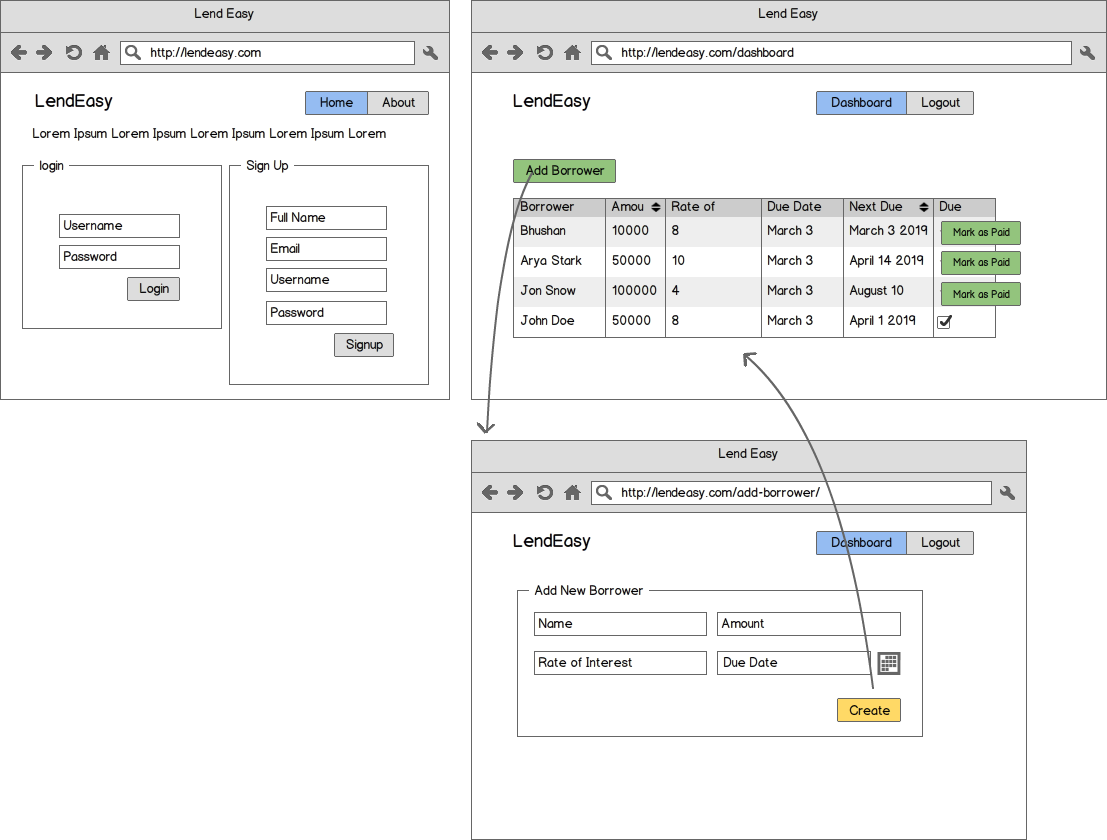 Lend Easy
http://lendeasy.com
LendEasy
Home About
Lorem Ipsum Lorem Ipsum Lorem Ipsum Lorem Ipsum Lorem
login
Username
Password
Login
Sign Up
Full Name
Email
Username
Password
Signup
Lend Easy
http://lendeasy.com/dashboard
LendEasy
Dashboard Logout
Add Borrower
Borrower Amou Rate of Due Date Next Due Due
Bhushan 10000 8 March 3 March 3 2019 Mark as Paid
Arya Stark 50000 10 March 3 April 14 2019 Mark as Paid
Jon Snow 100000 4 March 3 August 10 Mark as Paid
John Doe 50000 8 March 3 April 1 2019
Lend Easy
http://lendeasy.com/add-borrower/
LendEasy
Dashboard Logout
Add New Borrower
Name Amount
Rate of Interest Due Date
Create